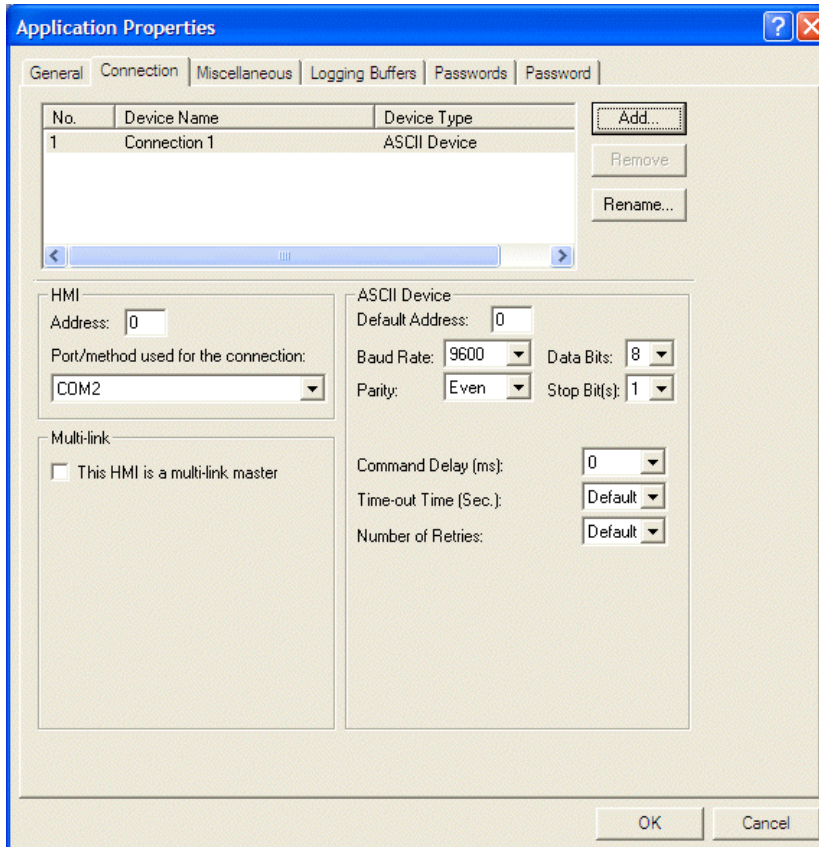 Application Properties
General Connection Miscellaneous Logging Buffers Passwords Password
No. Device Name Device Type
1 Connection 1 ASCII Device
Add...
Remove
Rename...
HMI
Address: 0
Port/method used for the connection:
COM2
Multi-link
This HMI is a multi-link master
ASCII Device
Default Address: 0
Baud Rate: 9600 Data Bits: 8
Parity: Even Stop Bit(s): 1
Command Delay (ms): 0
Time-out Time (Sec.): Default
Number of Retries: Default
OK Cancel